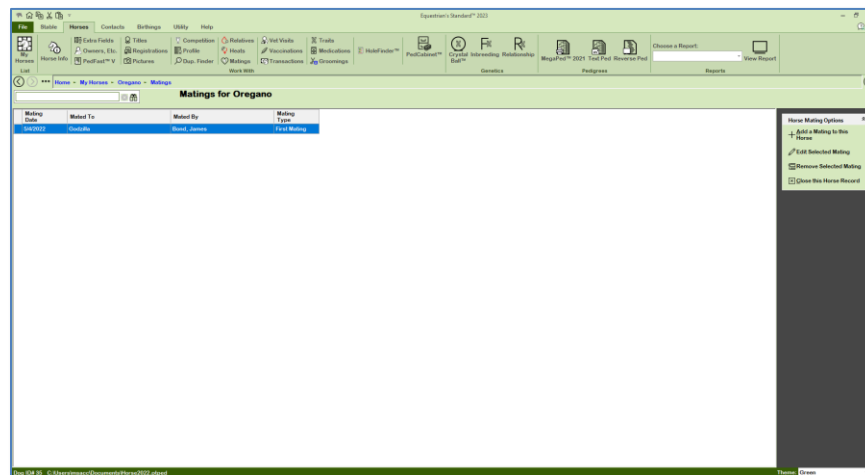 Equestrian's Standard™ 2023
File Stable Horses Contacts Birthings Utility Help
My Horses
Horse Info
Extra Fields
Owners, Etc.
PedFast™ V
Titles
Registrations
Pictures
Competition
Profile
Dup. Finder
Relatives
Heats
Matings
Vet Visits
Vaccinations
Transactions
Traits
Medications
Groomings
HoloFinder™
PedCabinet™
Crystal Ball™
Inbreeding
Relationship
MegaPed™ 2021
Text Ped
Reverse Ped
Choose a Report:
View Report
List Work With Genetics Pedigrees Reports
Home - My Horses - Oregano - Matings
Matings for Oregano
Mating Date Mated To Mated By Mating Type
5/4/2022 Godzilla Bond, James First Mating
Horse Mating Options
Add a Mating to this Horse
Edit Selected Mating
Remove Selected Mating
Close this Horse Record
Dog ID# 35 C:\Users\
Theme: Green